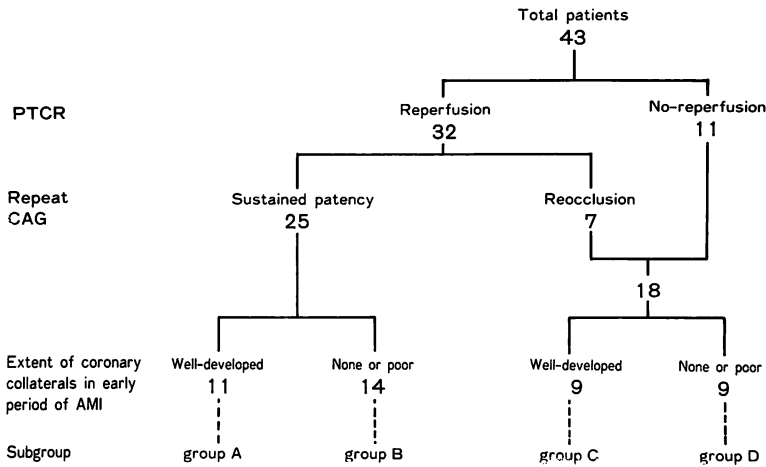 Total patients
43
PTCR
Reperfusion
32
No-reperfusion
11
Repeat
CAG
Sustained patency
25
Reocclusion
7
18
Extent of coronary
collaterals in early
period of AMI
Well-developed
11
None or poor
14
Well-developed
9
None or poor
9
Subgroup
group A
group B
group C
group D